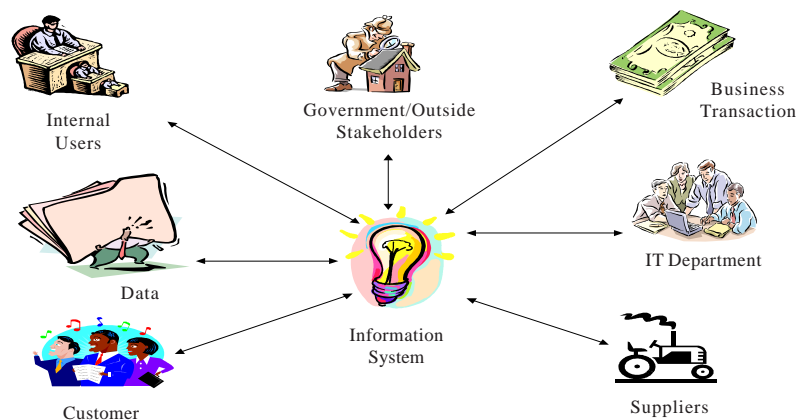 Internal
Users
Government/Outside
Stakeholders
Business
Transaction
Data
IT Department
Information
System
Customer
Suppliers